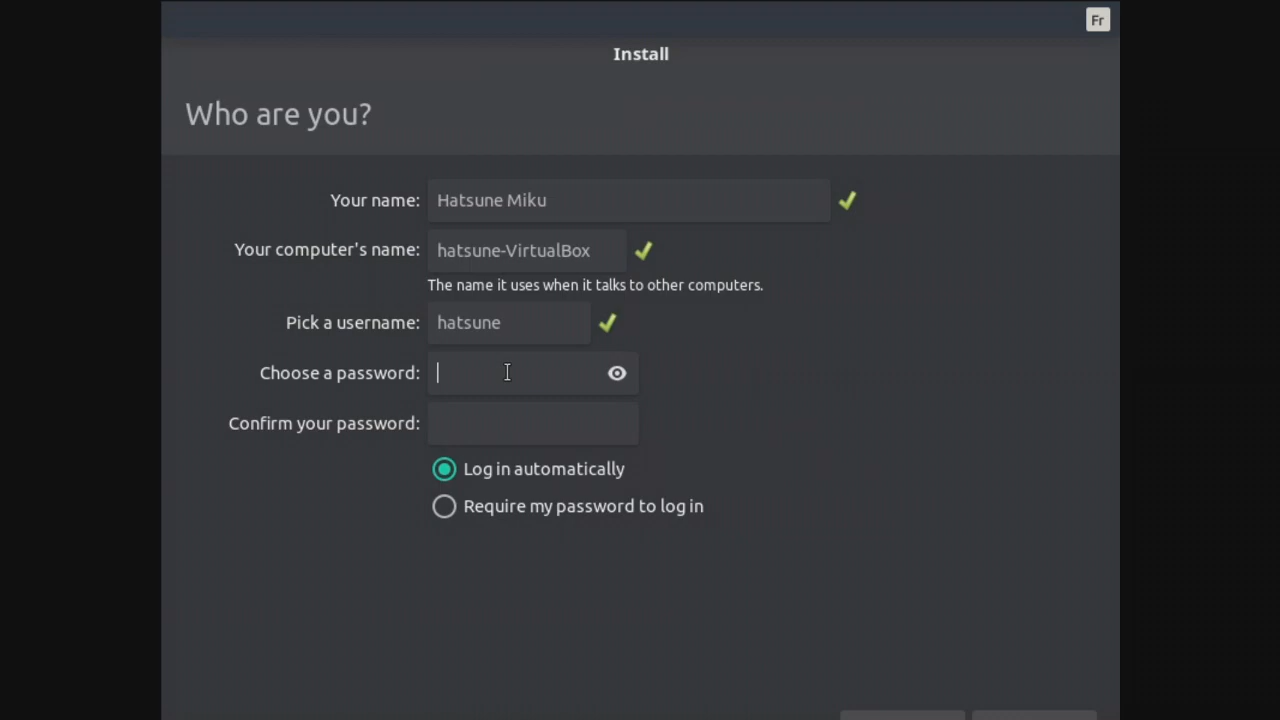 Fr
Install
Who are you?
Your name: Hatsune Miku
Your computer's name: hatsune-VirtualBox
The name it uses when it talks to other computers.
Pick a username: hatsune
Choose a password:
Confirm your password:
Log in automatically
Require my password to log in